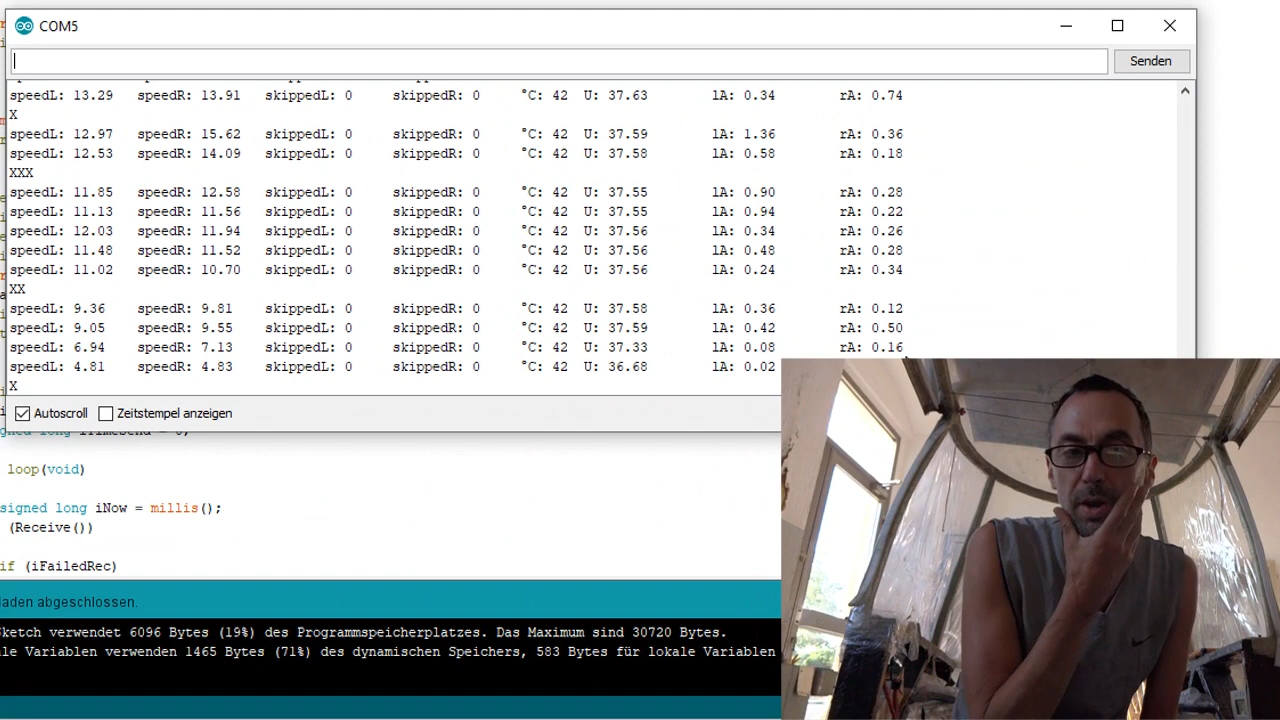 COM5
Senden
speedL: 13.29 speedR: 13.91 skippedL: 0 skippedR: 0 °C: 42 U: 37.63 lA: 0.34 rA: 0.74
X
speedL: 12.97 speedR: 15.62 skippedL: 0 skippedR: 0 °C: 42 U: 37.59 lA: 1.36 rA: 0.36
speedL: 12.53 speedR: 14.09 skippedL: 0 skippedR: 0 °C: 42 U: 37.58 lA: 0.58 rA: 0.18
XXX
speedL: 11.85 speedR: 12.58 skippedL: 0 skippedR: 0 °C: 42 U: 37.55 lA: 0.90 rA: 0.28
speedL: 11.13 speedR: 11.56 skippedL: 0 skippedR: 0 °C: 42 U: 37.55 lA: 0.94 rA: 0.22
speedL: 12.03 speedR: 11.94 skippedL: 0 skippedR: 0 °C: 42 U: 37.56 lA: 0.34 rA: 0.26
speedL: 11.48 speedR: 11.52 skippedL: 0 skippedR: 0 °C: 42 U: 37.56 lA: 0.48 rA: 0.28
speedL: 11.02 speedR: 10.70 skippedL: 0 skippedR: 0 °C: 42 U: 37.56 lA: 0.24 rA: 0.34
XX
speedL: 9.36 speedR: 9.81 skippedL: 0 skippedR: 0 °C: 42 U: 37.58 lA: 0.36 rA: 0.12
speedL: 9.05 speedR: 9.55 skippedL: 0 skippedR: 0 °C: 42 U: 37.59 lA: 0.42 rA: 0.50
speedL: 6.94 speedR: 7.13 skippedL: 0 skippedR: 0 °C: 42 U: 37.33 lA: 0.08 rA: 0.16
speedL: 4.81 speedR: 4.83 skippedL: 0 skippedR: 0 °C: 42 U: 36.68 lA: 0.02
X
Autoscroll Zeitstempel anzeigen
loop(void)
signed long iNow = millis();
(Receive())
if (iFailedRec)
laden abgeschlossen.
Sketch verwendet 6096 Bytes (19%) des Programmspeicherplatzes. Das Maximum sind 30720 Bytes.
le Variablen verwenden 1465 Bytes (71%) des dynamischen Speichers, 583 Bytes für lokale Variablen